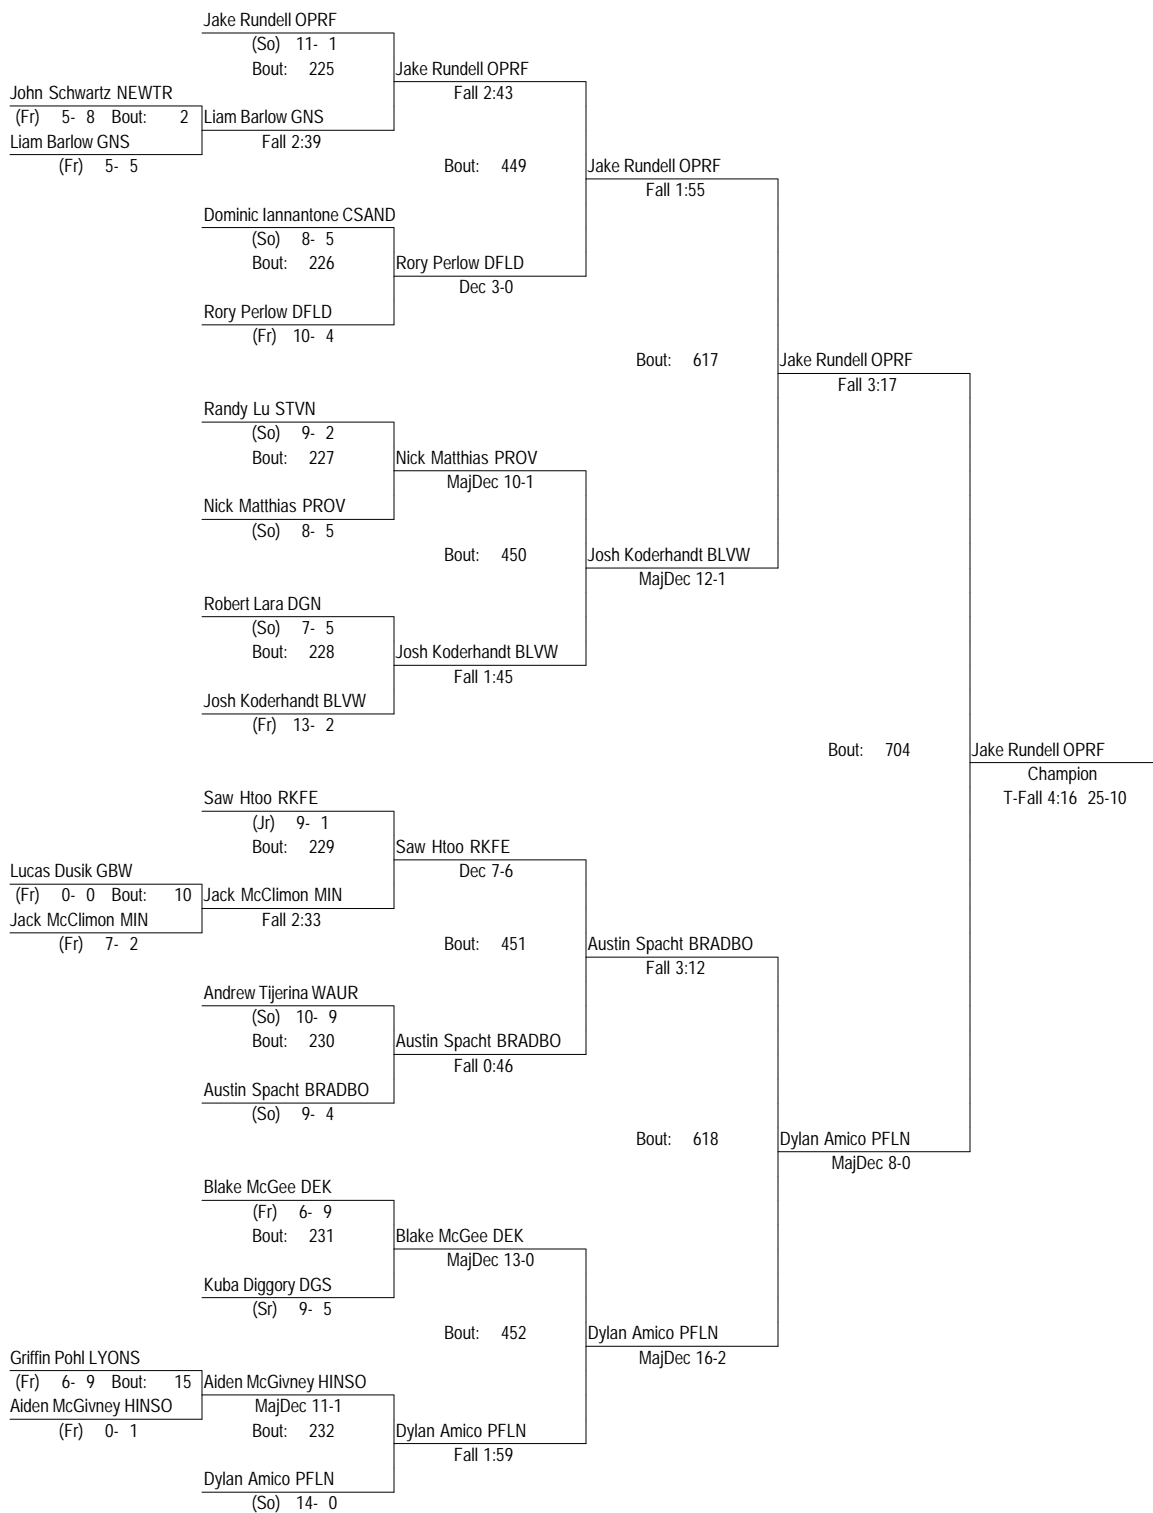 Jake Rundell OPRF
(So) 11- 1
Bout: 225
Jake Rundell OPRF
Fall 2:43
John Schwartz NEWTR
(Fr) 5- 8 Bout: 2
Liam Barlow GNS
Fall 2:39
Liam Barlow GNS
(Fr) 5- 5
Bout: 449
Jake Rundell OPRF
Fall 1:55
Dominic Iannantone CSAND
(So) 8- 5
Bout: 226
Rory Perlow DFLD
Dec 3-0
Rory Perlow DFLD
(Fr) 10- 4
Bout: 617
Jake Rundell OPRF
Fall 3:17
Randy Lu STVN
(So) 9- 2
Bout: 227
Nick Matthias PROV
MajDec 10-1
Nick Matthias PROV
(So) 8- 5
Bout: 450
Josh Koderhandt BLVW
MajDec 12-1
Robert Lara DGN
(So) 7- 5
Bout: 228
Josh Koderhandt BLVW
Fall 1:45
Josh Koderhandt BLVW
(Fr) 13- 2
Bout: 704
Jake Rundell OPRF
Champion
T-Fall 4:16 25-10
Saw Htoo RKFE
(Jr) 9- 1
Bout: 229
Saw Htoo RKFE
Dec 7-6
Lucas Dusik GBW
(Fr) 0- 0 Bout: 10
Jack McClimon MIN
Fall 2:33
Jack McClimon MIN
(Fr) 7- 2
Bout: 451
Austin Spacht BRADBO
Fall 3:12
Andrew Tijerina WAUR
(So) 10- 9
Bout: 230
Austin Spacht BRADBO
Fall 0:46
Austin Spacht BRADBO
(So) 9- 4
Bout: 618
Dylan Amico PFLN
MajDec 8-0
Blake McGee DEK
(Fr) 6- 9
Bout: 231
Blake McGee DEK
MajDec 13-0
Kuba Diggory DGS
(Sr) 9- 5
Bout: 452
Dylan Amico PFLN
MajDec 16-2
Griffin Pohl LYONS
(Fr) 6- 9 Bout: 15
Aiden McGivney HINSO
MajDec 11-1
Aiden McGivney HINSO
(Fr) 0- 1
Bout: 232
Dylan Amico PFLN
Fall 1:59
Dylan Amico PFLN
(So) 14- 0